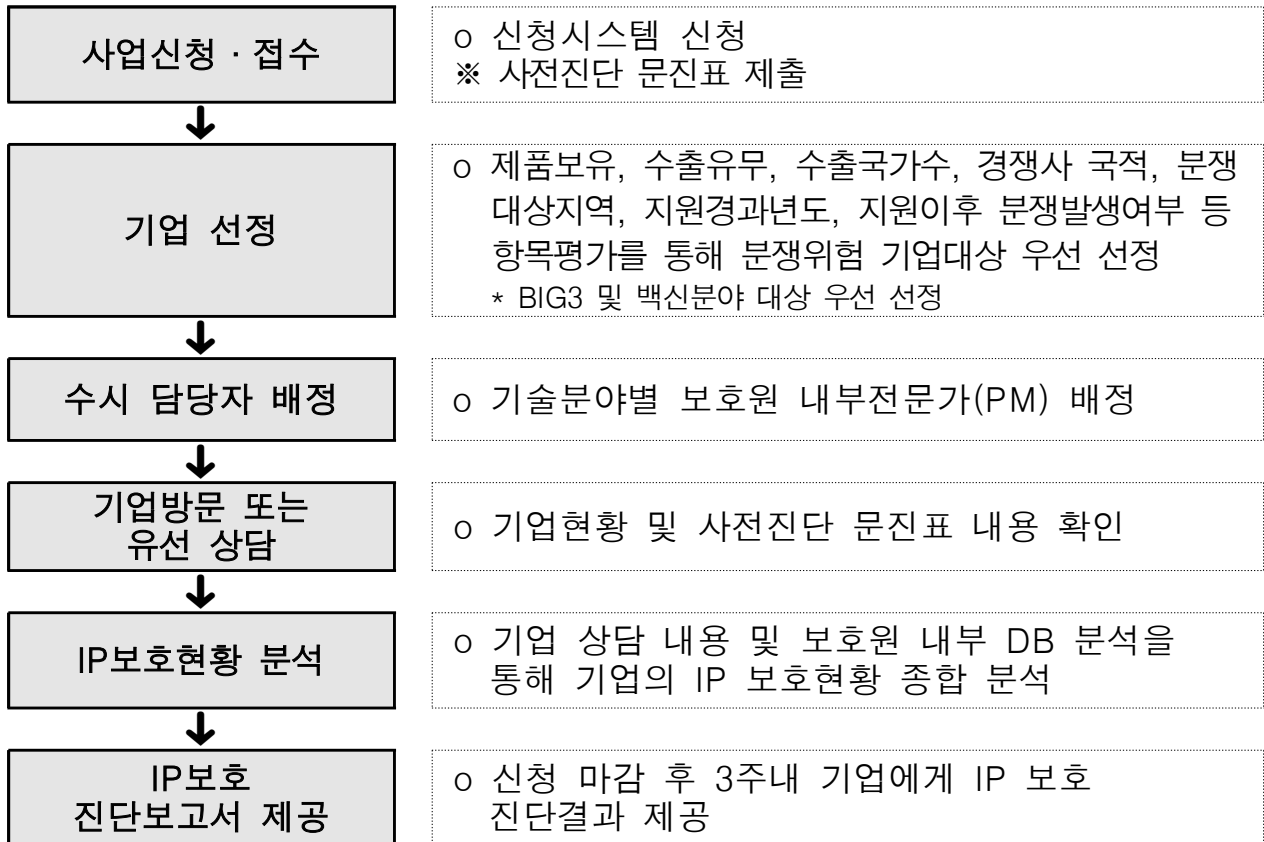 사업신청 · 접수
o 신청시스템 신청
※ 사전진단 문진표 제출
기업 선정
o 제품보유, 수출유무, 수출국가수, 경쟁사 국적, 분쟁
대상지역, 지원경과년도, 지원이후 분쟁발생여부 등
항목평가를 통해 분쟁위험 기업대상 우선 선정
* BIG3 및 백신분야 대상 우선 선정
수시 담당자 배정
o 기술분야별 보호원 내부전문가(PM) 배정
기업방문 또는
유선 상담
o 기업현황 및 사전진단 문진표 내용 확인
IP보호현황 분석
o 기업 상담 내용 및 보호원 내부 DB 분석을
통해 기업의 IP 보호현황 종합 분석
IP보호
진단보고서 제공
o 신청 마감 후 3주내 기업에게 IP 보호
진단결과 제공